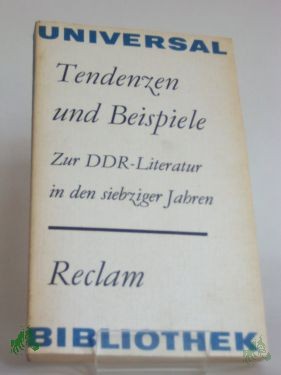 UNIVERSAL
Tendenzen
und Beispiele
Zur DDR-Literatur
in den siebziger Jahren
Reclam
BIBLIOTHEK